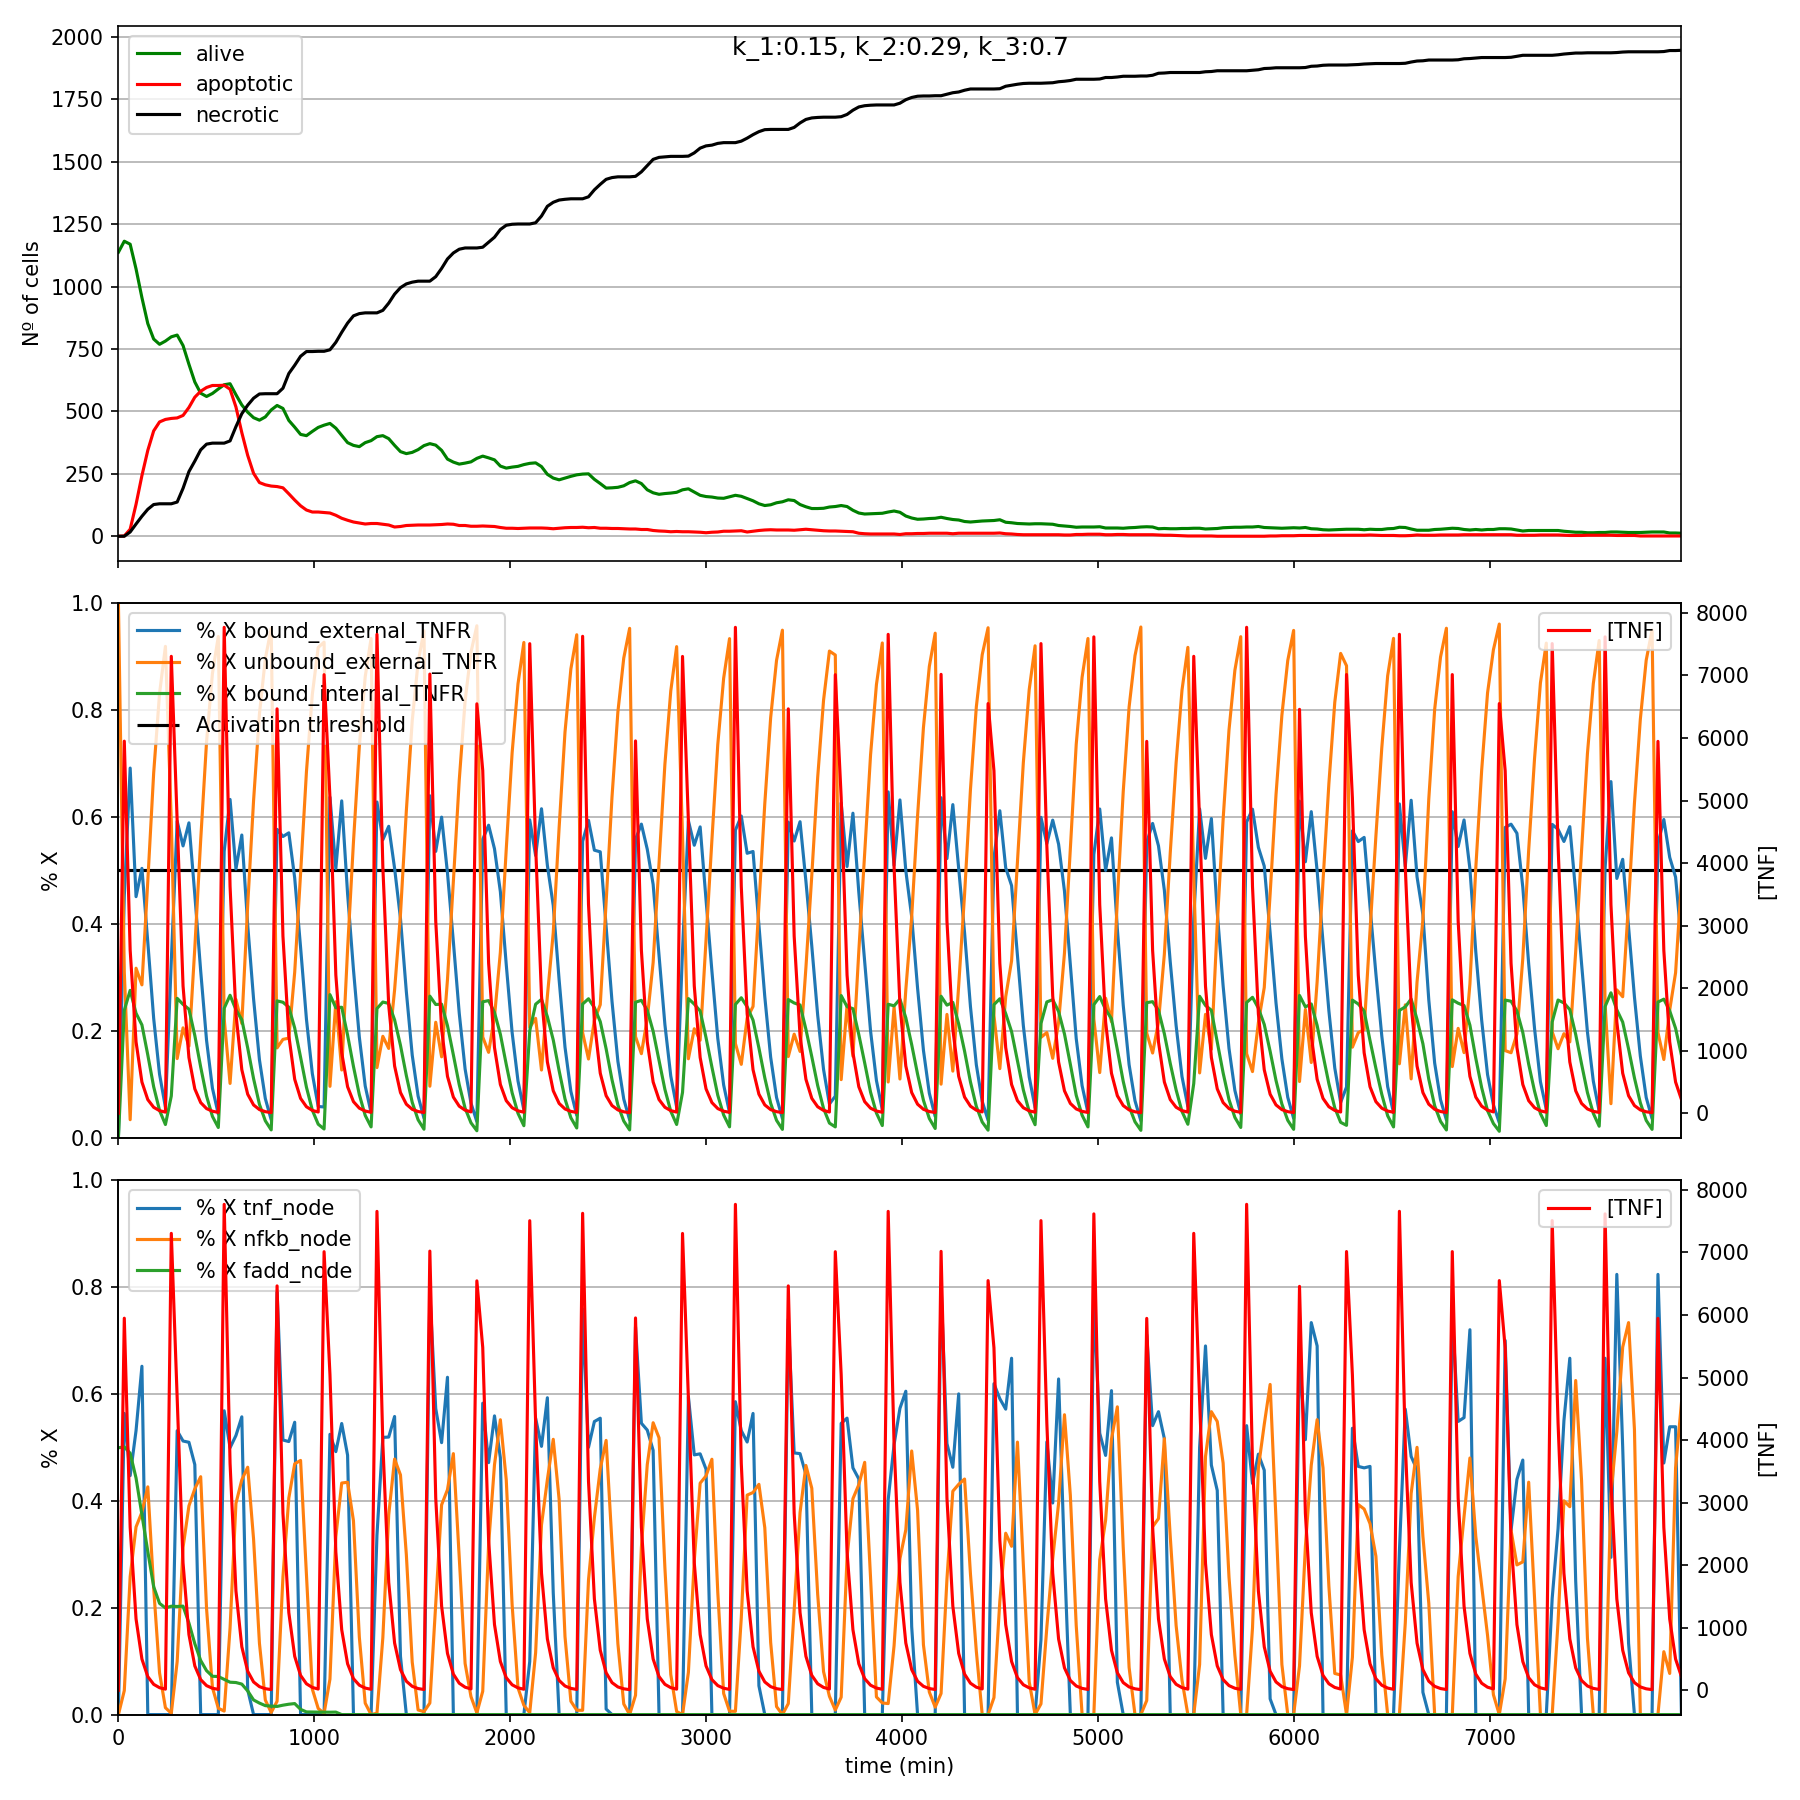 k_1:0.15, k_2:0.29, k_3:0.7
alive
apoptotic
necrotic
2000
1750
1500
1250
1000
750
500
250
0
Nº of cells
% X bound_external_TNFR
% X unbound_external_TNFR
% X bound_internal_TNFR
Activation threshold
[TNF]
1.0
0.8
0.6
0.4
0.2
0.0
% X
8000
7000
6000
5000
4000
3000
2000
1000
0
[TNF]
% X tnf_node
% X nfkb_node
% X fadd_node
[TNF]
1.0
0.8
0.6
0.4
0.2
0.0
% X
8000
7000
6000
5000
4000
3000
2000
1000
0
[TNF]
0 1000 2000 3000 4000 5000 6000 7000
time (min)